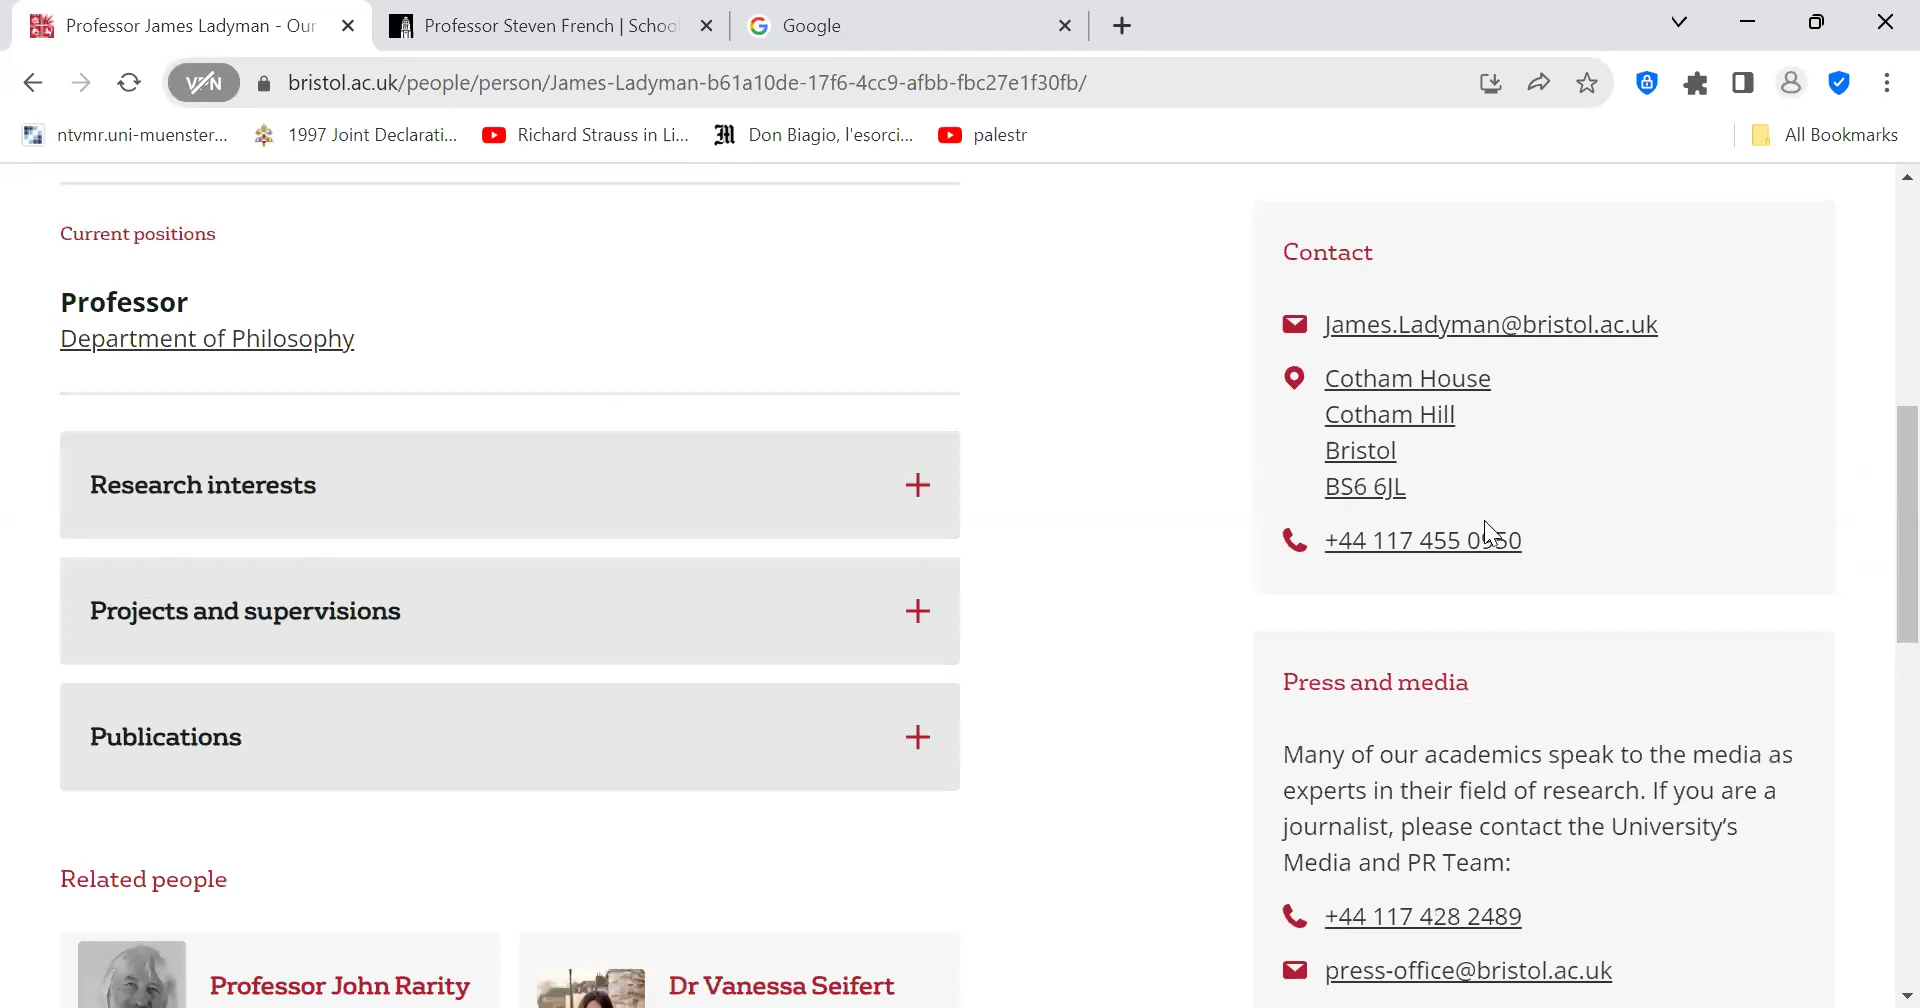 Professor James Ladyman - Our
Professor Steven French | School
Google
VPN
bristol.ac.uk/people/person/James-Ladyman-b61a10de-17f6-4cc9-afbb-fbc27e1f30fb/
ntvmr.uni-muenster...
1997 Joint Declarati...
Richard Strauss in Li...
Don Biagio, l'esorci...
palestr
All Bookmarks
Current positions
Professor
Department of Philosophy
Research interests
Projects and supervisions
Publications
Related people
Professor John Rarity
Dr Vanessa Seifert
Contact
James.Ladyman@bristol.ac.uk
Cotham House
Cotham Hill
Bristol
BS6 6JL
+44 117 455
Press and media
Many of our academics speak to the media as
experts in their field of research. If you are a
journalist, please contact the University's
Media and PR Team:
+44 117 428 2489
press-office@bristol.ac.uk